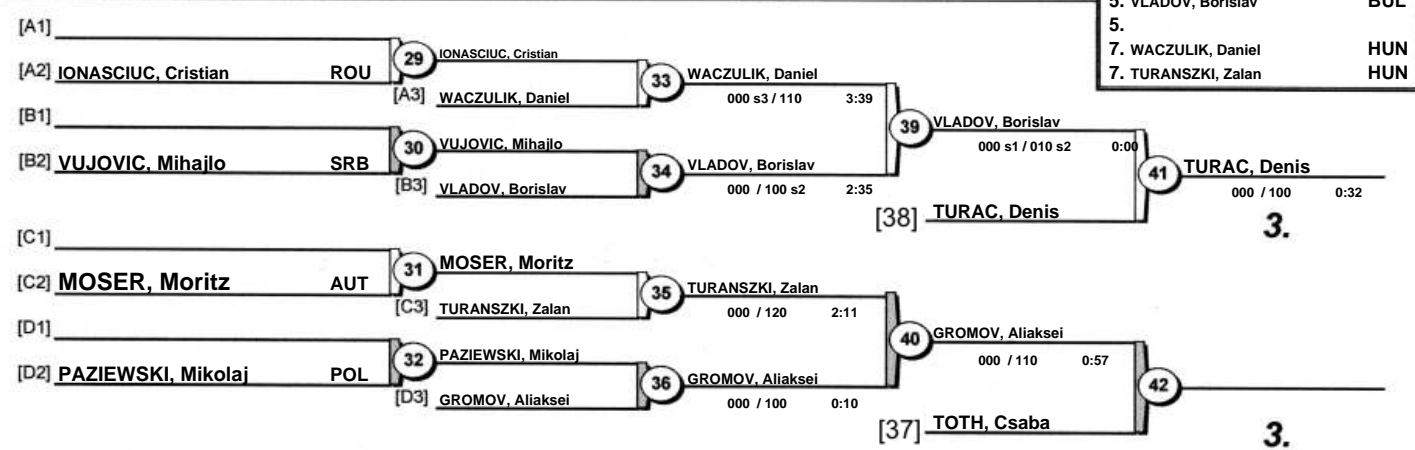 5. VLADOV, Borislav BUL
5.
7. WACZULIK, Daniel HUN
7. TURANSZKI, Zalan HUN
[A1]
29
IONASCIUC, Cristian
[A2] IONASCIUC, Cristian ROU
33
WACZULIK, Daniel
[A3] WACZULIK, Daniel
000 s3 / 110 3:39
[B1]
39
VLADOV, Borislav
30
VUJOVIC, Mihajlo
000 s1 / 010 s2 0:00
[B2] VUJOVIC, Mihajlo SRB
34
VLADOV, Borislav
41
TURAC, Denis
[B3] VLADOV, Borislav
000 / 100 s2 2:35
000 / 100 0:32
[38] TURAC, Denis
3.
[C1]
31
MOSER, Moritz
[C2] MOSER, Moritz AUT
35
TURANSZKI, Zalan
[C3] TURANSZKI, Zalan
000 / 120 2:11
[D1]
40
GROMOV, Aliaksei
32
PAZIEWSKI, Mikolaj
000 / 110 0:57
[D2] PAZIEWSKI, Mikolaj POL
36
GROMOV, Aliaksei
42
[D3] GROMOV, Aliaksei
000 / 100 0:10
[37] TOTH, Csaba
3.